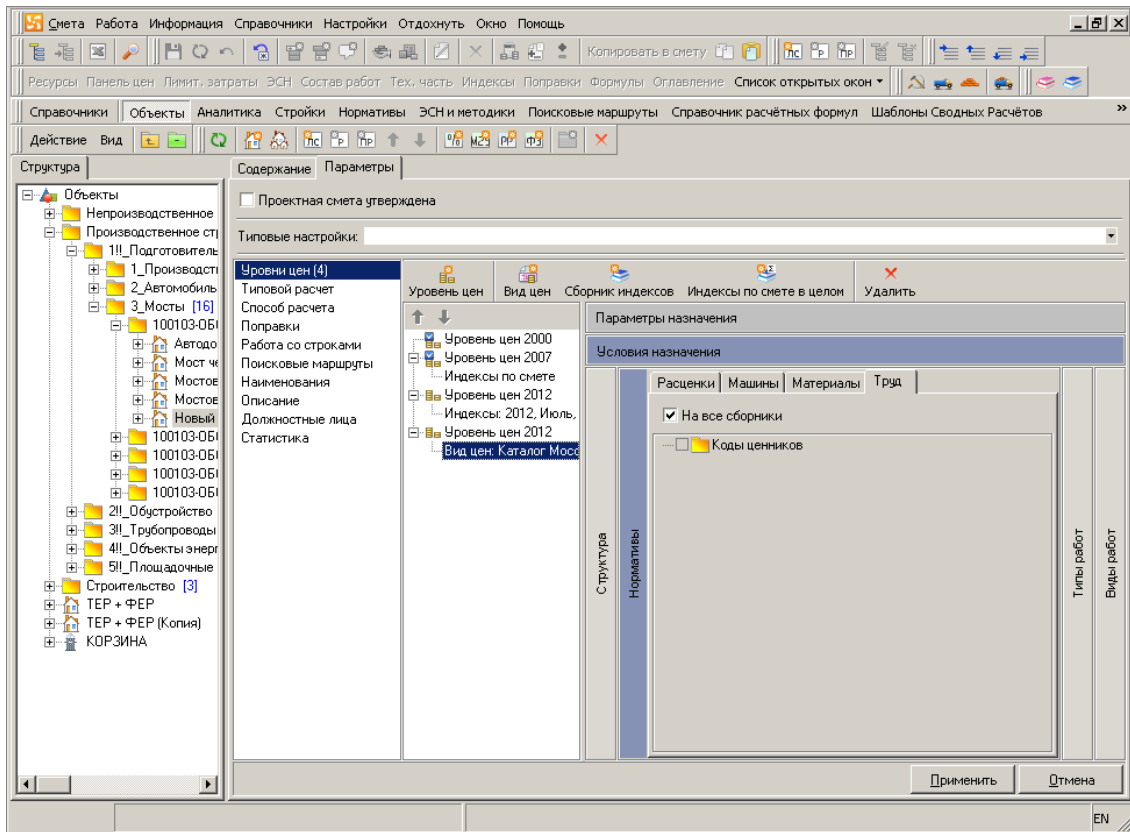 Смета Работа Информация Справочники Настройки Отдохнуть Окно Помощь
Копировать в смету
Ресурсы Панель цен Лимит. затраты ЭСН Состав работ Тех. часть Индексы Поправки Формулы Оглавление Список открытых окон
Справочники Объекты Аналитика Стройки Нормативы ЭСН и методики Поисковые маршруты Справочник расчётных формул Шаблоны Сводных Расчётов »
Действие Вид
Структура
Содержание Параметры
Объекты
Непроизводственное
Производственное стр
1!!_Подготовитель
1_Производст
2_Автомобиль
3_Мосты [16]
100103-ОБ
Автодо
Мост че
Мостов
Мостов
Новый
100103-ОБ
100103-ОБ
100103-ОБ
100103-ОБ
2!!_Обустройство
3!!_Трубопроводы
4!!_Объекты энерг
5!!_Площадочные
Строительство [3]
ТЕР + ФЕР
ТЕР + ФЕР (Копия)
КОРЗИНА
Проектная смета утверждена
Типовые настройки:
Уровни цен (4)
Типовой расчет
Способ расчета
Поправки
Работа со строками
Поисковые маршруты
Наименования
Описание
Должностные лица
Статистика
Уровень цен Вид цен Сборник индексов Индексы по смете в целом Удалить
Уровень цен 2000
Уровень цен 2007
Индексы по смете
Уровень цен 2012
Индексы: 2012, Июль,
Уровень цен 2012
Вид цен: Каталог Мосс
Параметры назначения
Условия назначения
Структура
Нормативы
Расценки Машины Материалы Труд
На все сборники
Коды ценников
Типы работ
Виды работ
Применить Отмена
EN